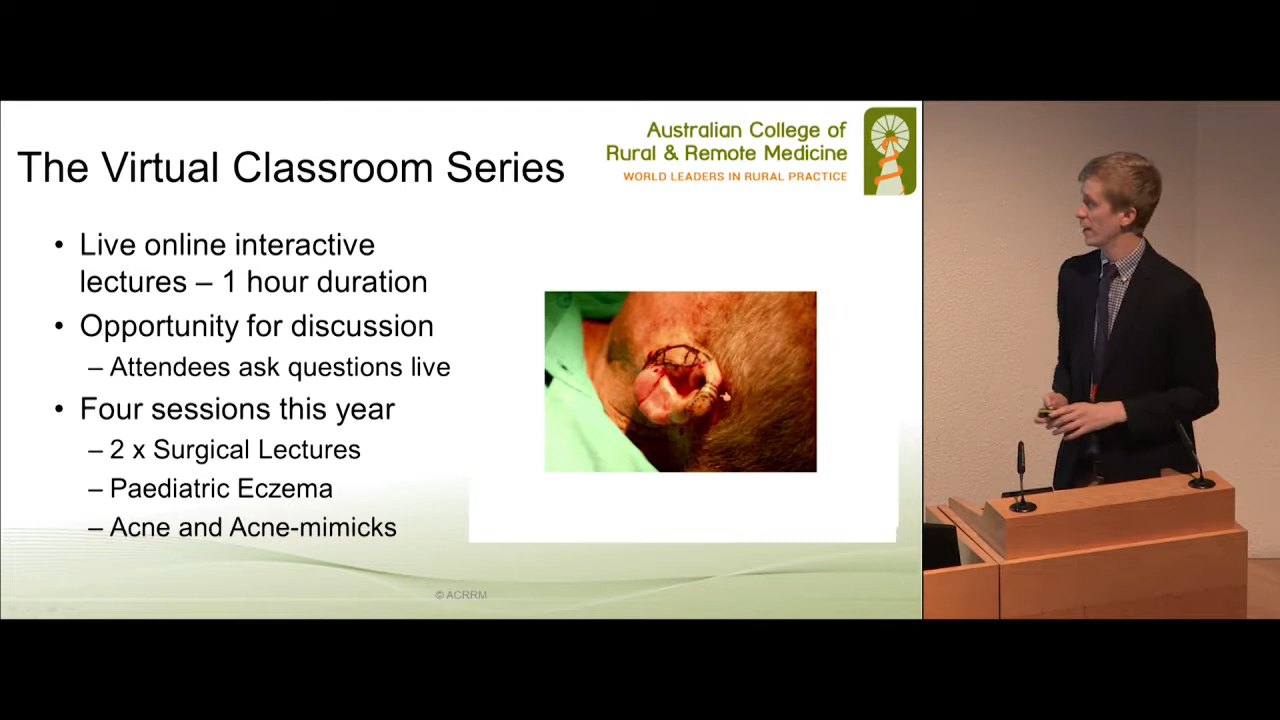 Australian College of
Rural & Remote Medicine
WORLD LEADERS IN RURAL PRACTICE
The Virtual Classroom Series
• Live online interactive
lectures – 1 hour duration
• Opportunity for discussion
– Attendees ask questions live
• Four sessions this year
– 2 x Surgical Lectures
– Paediatric Eczema
– Acne and Acne-mimicks
© ACRRM